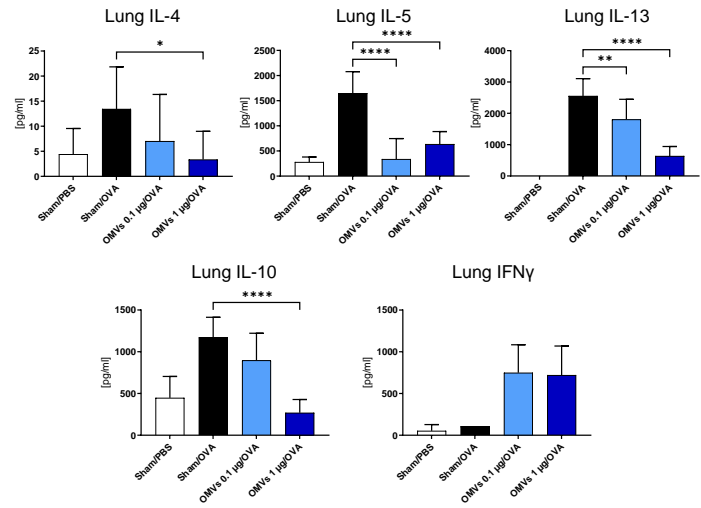 Lung IL-4
*
25
20
15
10
5
0
[pg/ml]
Sham/PBS
Sham/OVA
OMVs 0.1 µg/OVA
OMVs 1 µg/OVA
Lung IL-5
****
****
2500
2000
1500
1000
500
0
[pg/ml]
Sham/PBS
Sham/OVA
OMVs 0.1 µg/OVA
OMVs 1 µg/OVA
Lung IL-13
****
**
4000
3000
2000
1000
0
[pg/ml]
Sham/PBS
Sham/OVA
OMVs 0.1 µg/OVA
OMVs 1 µg/OVA
Lung IL-10
****
1500
1000
500
0
[pg/ml]
Sham/PBS
Sham/OVA
OMVs 0.1 µg/OVA
OMVs 1 µg/OVA
Lung IFNγ
1500
1000
500
0
[pg/ml]
Sham/PBS
Sham/OVA
OMVs 0.1 µg/OVA
OMVs 1 µg/OVA